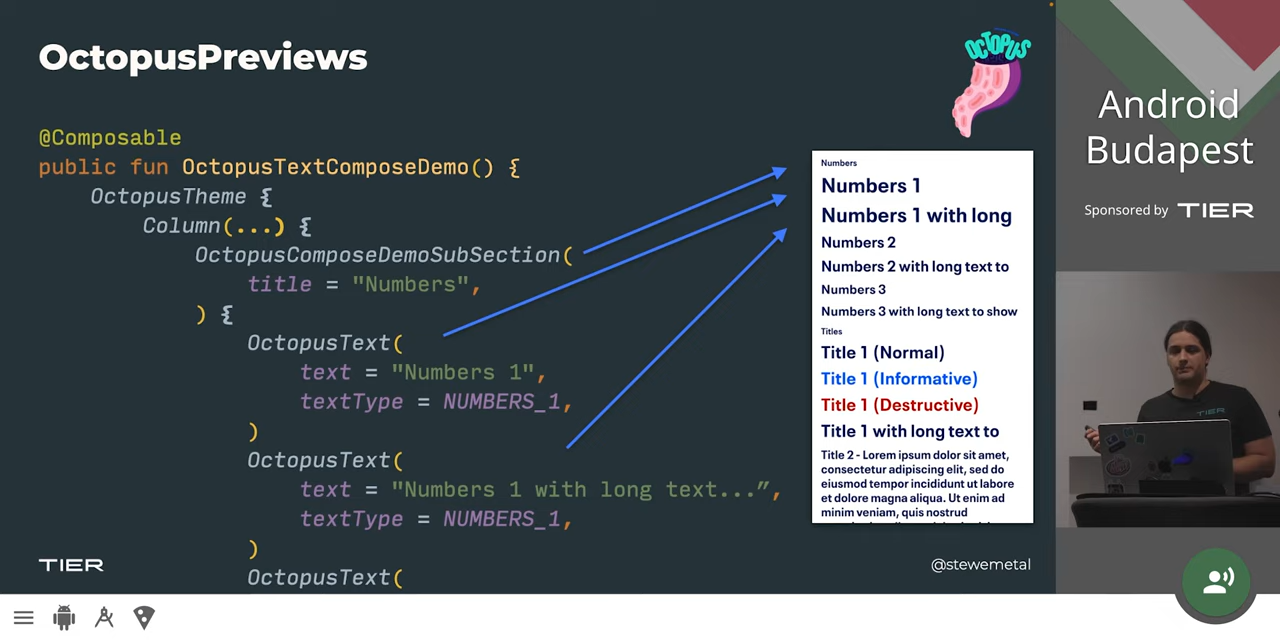 OctopusPreviews
OCTOPUS
@Composable
public fun OctopusTextComposeDemo() {
OctopusTheme {
Column(...) {
OctopusComposeDemoSubSection(
title = "Numbers",
) {
OctopusText(
text = "Numbers 1",
textType = NUMBERS_1,
)
OctopusText(
text = "Numbers 1 with long text...”,
textType = NUMBERS_1,
)
OctopusText(
Numbers
Numbers 1
Numbers 1 with long
Numbers 2
Numbers 2 with long text to
Numbers 3
Numbers 3 with long text to show
Titles
Title 1 (Normal)
Title 1 (Informative)
Title 1 (Destructive)
Title 1 with long text to
Title 2 - Lorem ipsum dolor sit amet,
consectetur adipiscing elit, sed do
eiusmod tempor incididunt ut labore
et dolore magna aliqua. Ut enim ad
minim veniam, quis nostrud
TIER
@stewemetal
Android
Budapest
Sponsored by TIER
TIER